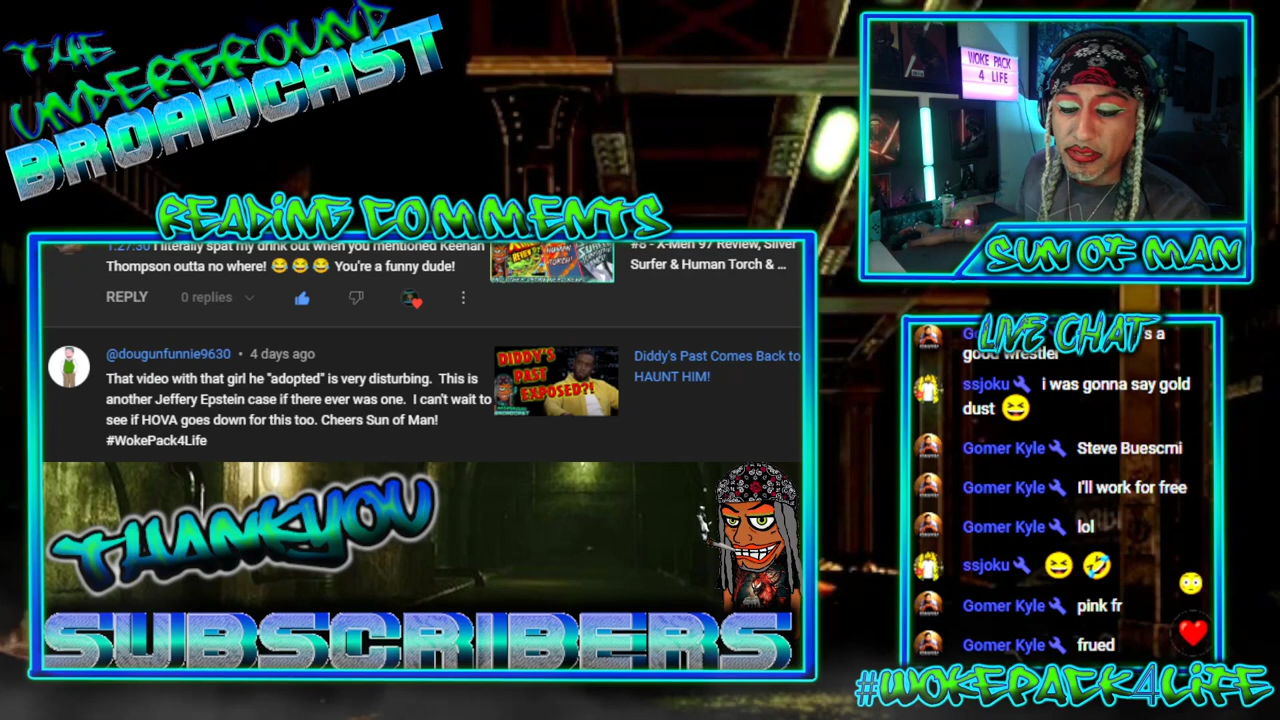 THE
UNDERGROUND
BROADCAST
WOKE PACK
4 LIFE
SUN OF MAN
READING COMMENTS
1:27:30 I literally spat my drink out when you mentioned Keenan
Thompson outta no where! 😂 😂 😂 You're a funny dude!
#8 - X-Men 97 Review, Silver
Surfer & Human Torch & ...
REPLY 0 replies
@dougunfunnie9630 • 4 days ago
That video with that girl he "adopted" is very disturbing. This is
another Jeffery Epstein case if there ever was one. I can't wait to
see if HOVA goes down for this too. Cheers Sun of Man!
#WokePack4Life
DIDDY'S
PAST
EXPOSED?!
Diddy's Past Comes Back to
HAUNT HIM!
THANK YOU
SUBSCRIBERS
LIVE CHAT
s a
good wrestler
ssjoku i was gonna say gold
dust 😆
Gomer Kyle Steve Buescmi
Gomer Kyle I'll work for free
Gomer Kyle lol
ssjoku 😆 🤣
Gomer Kyle pink fr
Gomer Kyle frued
#WOKEPACK4LIFE